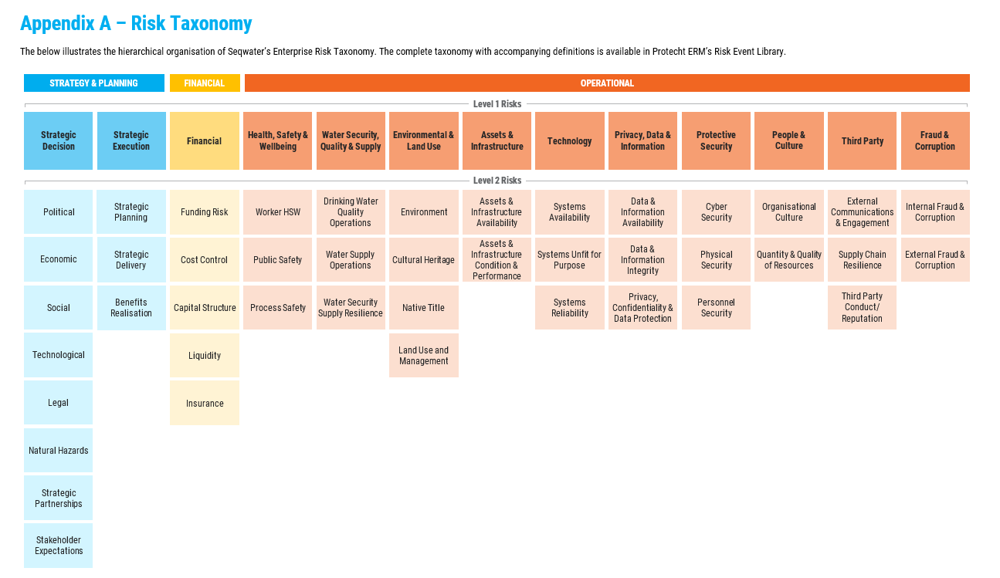 Appendix A – Risk Taxonomy
The below illustrates the hierarchical organisation of Seqwater's Enterprise Risk Taxonomy. The complete taxonomy with accompanying definitions is available in Protecht ERM's Risk Event Library.
STRATEGY & PLANNING
FINANCIAL
OPERATIONAL
Level 1 Risks
Strategic
Decision
Strategic
Execution
Financial
Health, Safety &
Wellbeing
Water Security,
Quality & Supply
Environmental &
Land Use
Assets &
Infrastructure
Technology
Privacy, Data &
Information
Protective
Security
People &
Culture
Third Party
Fraud &
Corruption
Level 2 Risks
Political
Strategic
Planning
Funding Risk
Worker HSW
Drinking Water
Quality
Operations
Environment
Assets &
Infrastructure
Availability
Systems
Availability
Data &
Information
Availability
Cyber
Security
Organisational
Culture
External
Communications
& Engagement
Internal Fraud &
Corruption
Economic
Strategic
Delivery
Cost Control
Public Safety
Water Supply
Operations
Cultural Heritage
Assets &
Infrastructure
Condition &
Performance
Systems Unfit for
Purpose
Data &
Information
Integrity
Physical
Security
Quantity & Quality
of Resources
Supply Chain
Resilience
External Fraud &
Corruption
Social
Benefits
Realisation
Capital Structure
Process Safety
Water Security
Supply Resilience
Native Title
Systems
Reliability
Privacy,
Confidentiality &
Data Protection
Personnel
Security
Third Party
Conduct/
Reputation
Technological
Liquidity
Land Use and
Management
Legal
Insurance
Natural Hazards
Strategic
Partnerships
Stakeholder
Expectations